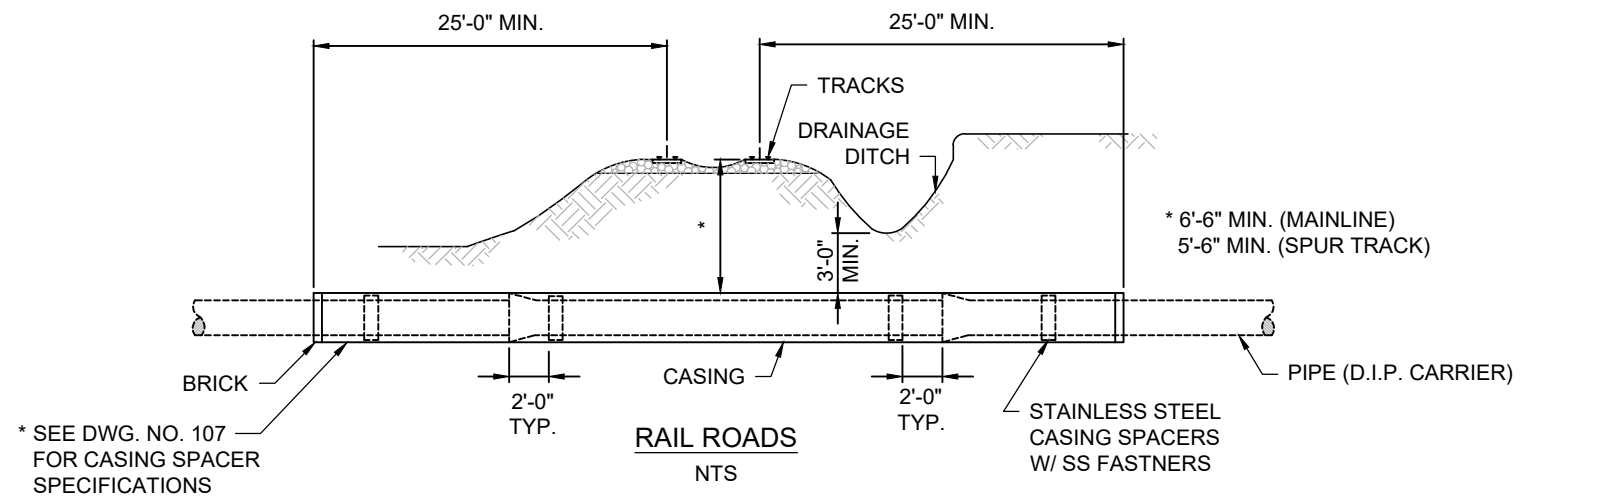 25'-0" MIN.
25'-0" MIN.
TRACKS
DRAINAGE
DITCH
*
* 6'-6" MIN. (MAINLINE)
5'-6" MIN. (SPUR TRACK)
3'-0"
MIN.
BRICK
CASING
PIPE (D.I.P. CARRIER)
2'-0"
TYP.
2'-0"
TYP.
STAINLESS STEEL
CASING SPACERS
W/ SS FASTNERS
* SEE DWG. NO. 107
FOR CASING SPACER
SPECIFICATIONS
RAIL ROADS
NTS